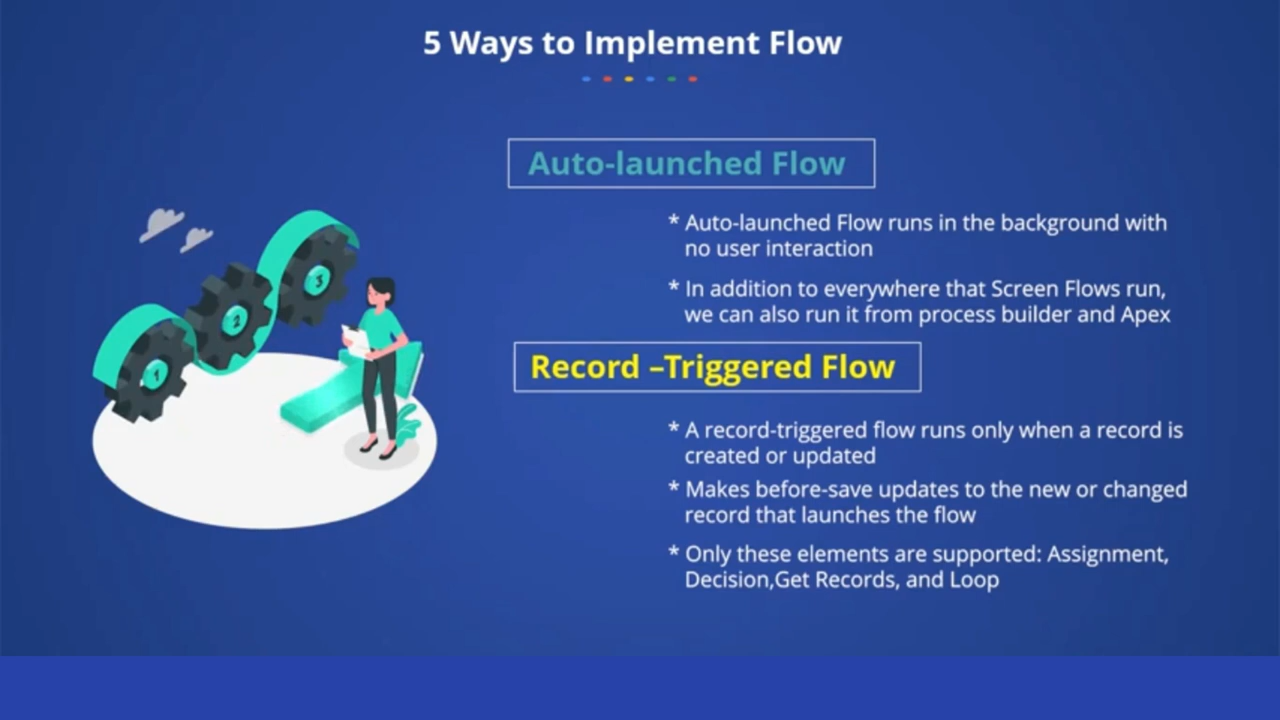 5 Ways to Implement Flow
Auto-launched Flow
* Auto-launched Flow runs in the background with
no user interaction
* In addition to everywhere that Screen Flows run,
we can also run it from process builder and Apex
Record –Triggered Flow
* A record-triggered flow runs only when a record is
created or updated
* Makes before-save updates to the new or changed
record that launches the flow
* Only these elements are supported: Assignment,
Decision,Get Records, and Loop
1
2
3